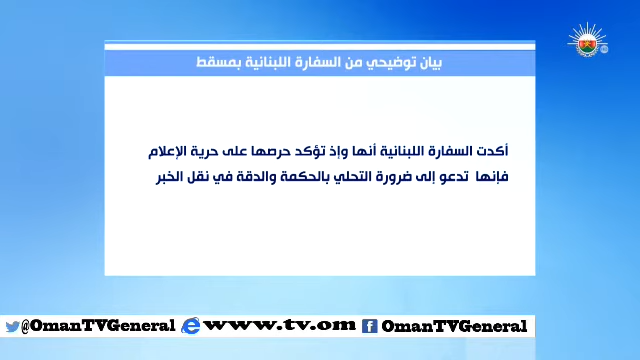 بيان توضيحي من السفارة اللبنانية بمسقط
أكدت السفارة اللبنانية أنها وإذ تؤكد حرصها على حرية الإعلام
فإنها تدعو إلى ضرورة التحلي بالحكمة والدقة في نقل الخبر
@OmanTVGeneral www.tv.om OmanTVGeneral